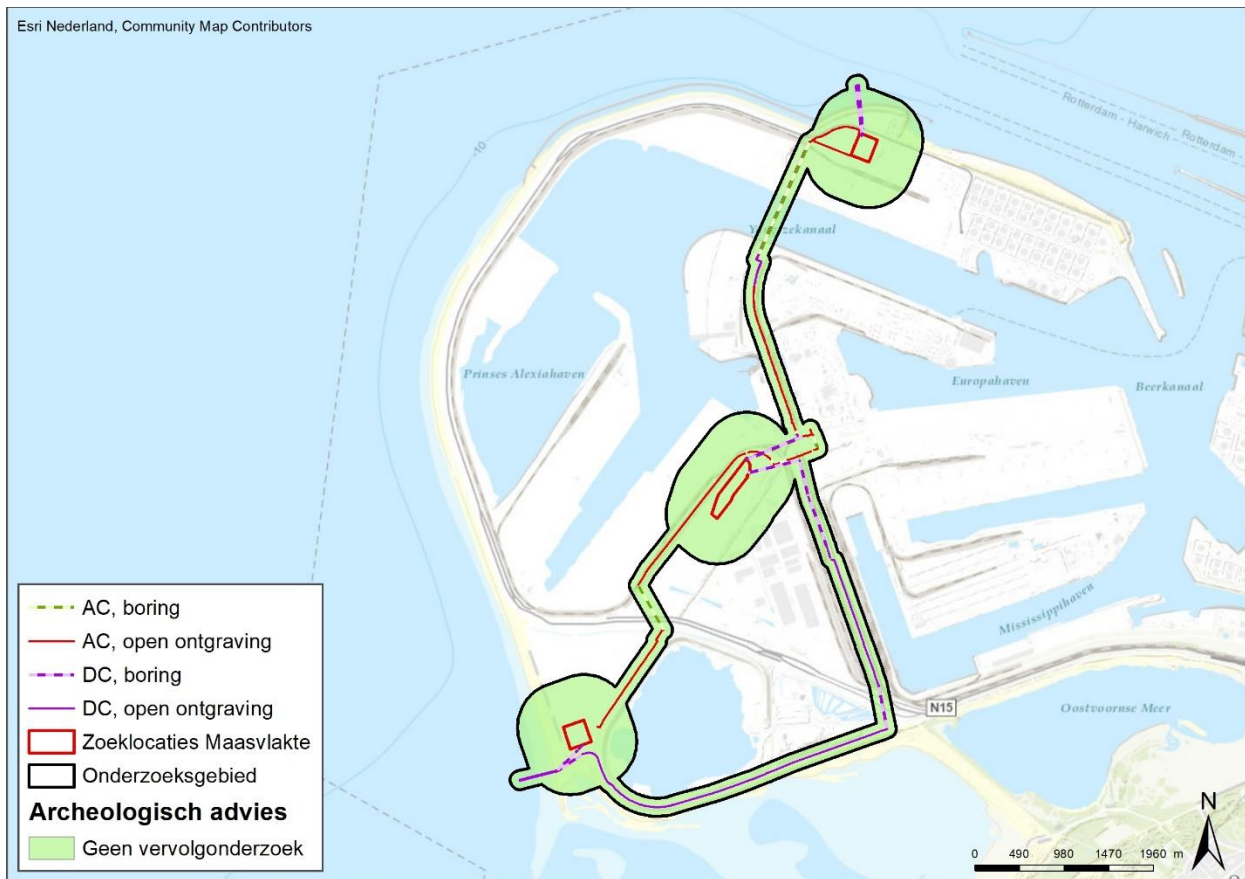 Esri Nederland, Community Map Contributors
Rotterdam - Harwich
Rotterdam -
-10
Prinses Alexiahaven
Europahaven
Beerkanaal
Mississippihaven
N15
Oostvoornse Meer
AC, boring
AC, open ontgraving
DC, boring
DC, open ontgraving
Zoeklocaties Maasvlakte
Onderzoeksgebied
Archeologisch advies
Geen vervolgonderzoek
N
0 490 980 1470 1960 m